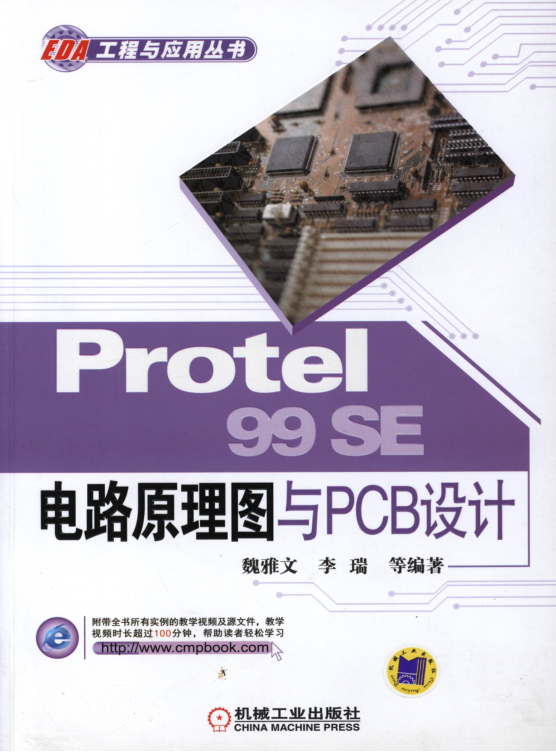 EDA 工程与应用丛书
Protel
99 SE
电路原理图与PCB设计
魏雅文 李瑞 等编著
附带全书所有实例的教学视频及源文件，教学
视频时长超过100分钟，帮助读者轻松学习
http://www.cmpbook.com
机械工业出版社
CHINA MACHINE PRESS